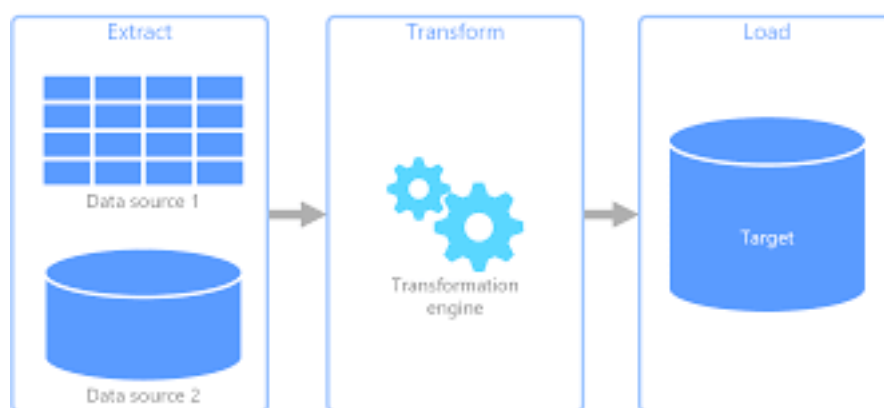 Extract
Data source 1
Data source 2
Transform
Transformation
engine
Load
Target